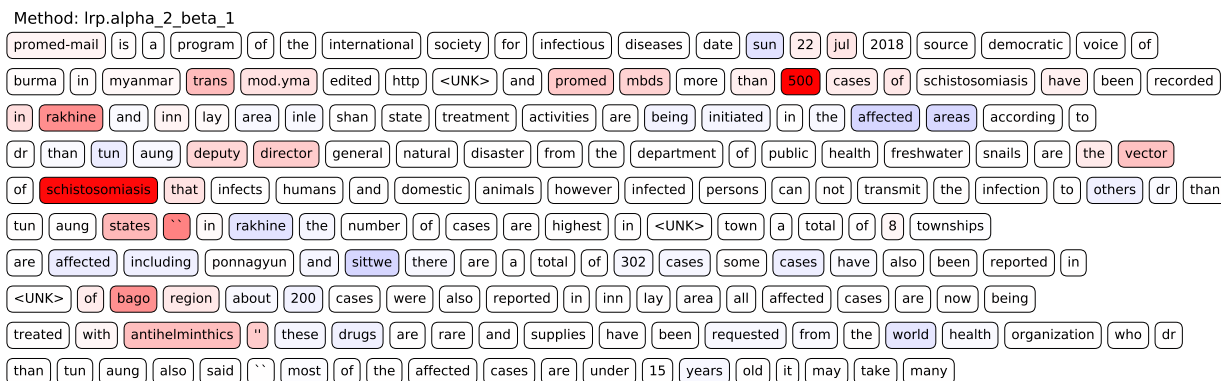 Method: lrp.alpha_2_beta_1
promed-mail is a program of the international society for infectious diseases date sun 22 jul 2018 source democratic voice of
burma in myanmar trans mod.yma edited http <UNK> and promed mbds more than 500 cases of schistosomiasis have been recorded
in rakhine and inn lay area inle shan state treatment activities are being initiated in the affected areas according to
dr than tun aung deputy director general natural disaster from the department of public health freshwater snails are the vector
of schistosomiasis that infects humans and domestic animals however infected persons can not transmit the infection to others dr than
tun aung states `` in rakhine the number of cases are highest in <UNK> town a total of 8 townships
are affected including ponnagyun and sittwe there are a total of 302 cases some cases have also been reported in
<UNK> of bago region about 200 cases were also reported in inn lay area all affected cases are now being
treated with antihelminthics '' these drugs are rare and supplies have been requested from the world health organization who dr
than tun aung also said `` most of the affected cases are under 15 years old it may take many